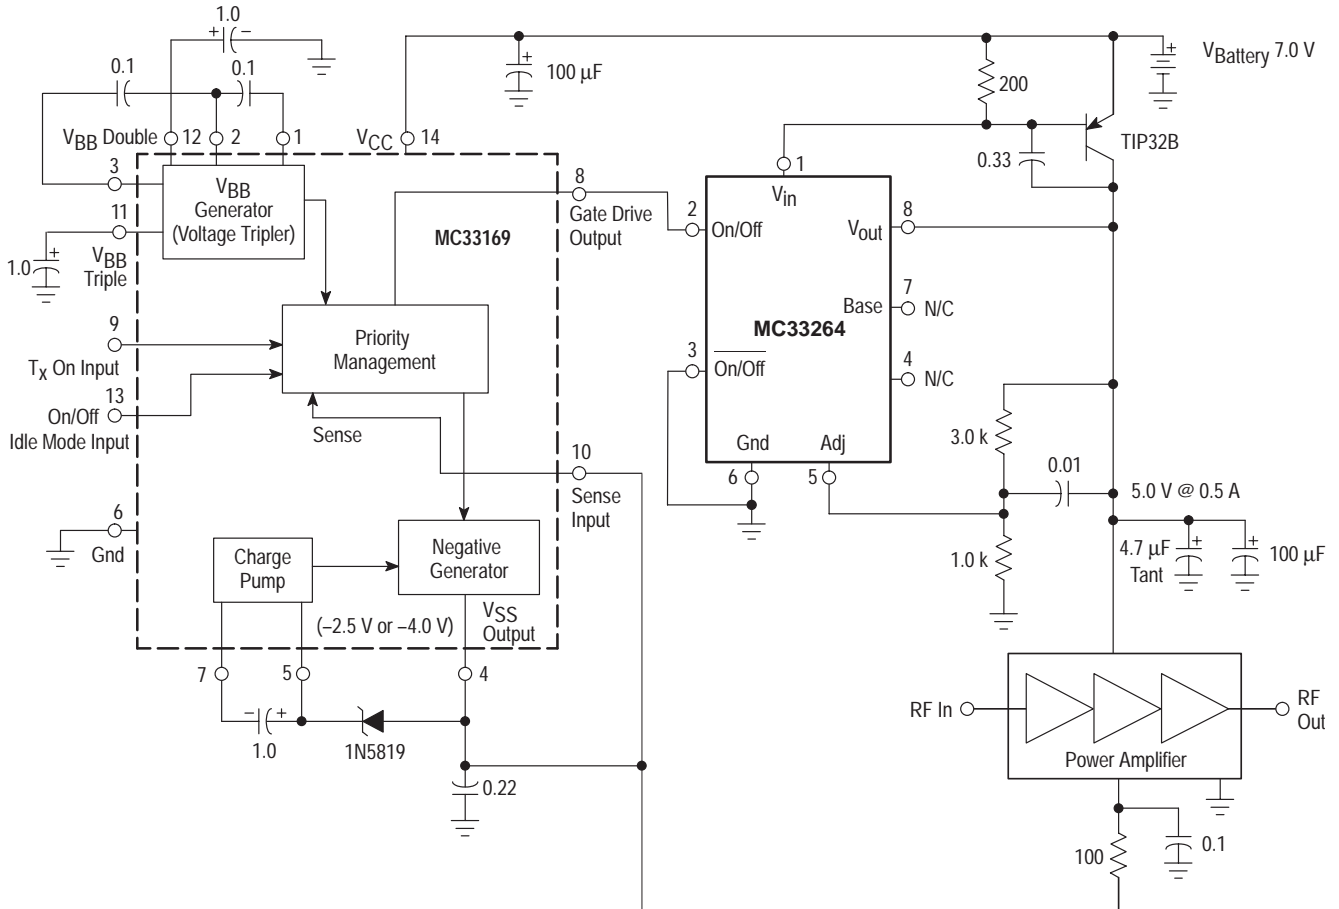 1.0
+ −
0.1
0.1
100 µF
+
VBattery 7.0 V
+
200
VBB Double
12
2
1
VCC
14
TIP32B
0.33
3
VBB
Generator
(Voltage Tripler)
8
Gate Drive
Output
1
Vin
2
On/Off
8
Vout
11
VBB
Triple
1.0
+
MC33169
7
Base
N/C
MC33264
9
Tx On Input
Priority
Management
3
On/Off
4
N/C
13
On/Off
Idle Mode Input
Sense
3.0 k
Gnd
Adj
10
Sense
Input
6
5
0.01
5.0 V @ 0.5 A
6
Gnd
Charge
Pump
Negative
Generator
1.0 k
4.7 µF
Tant
+
+
100 µF
(–2.5 V or –4.0 V)
VSS
Output
7
5
4
− +
1.0
1N5819
RF In
RF
Out
Power Amplifier
0.22
100
0.1